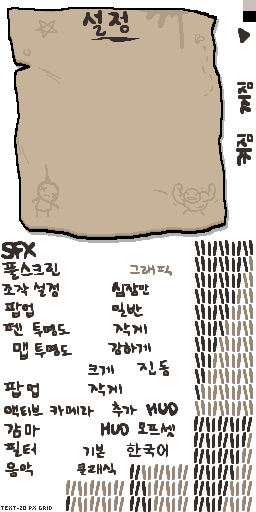 설정
SFX
풀스크린 그래픽
조작 설정 심장만
팝업 일반
펜 투명도 작게
맵 투명도 강하게
크게 진동
팝업 작게
액티브 카메라 추가 HUD
감마 HUD 오프셋
필터 기본 한국어
음악 클래식
TEXT-20 PX GRID